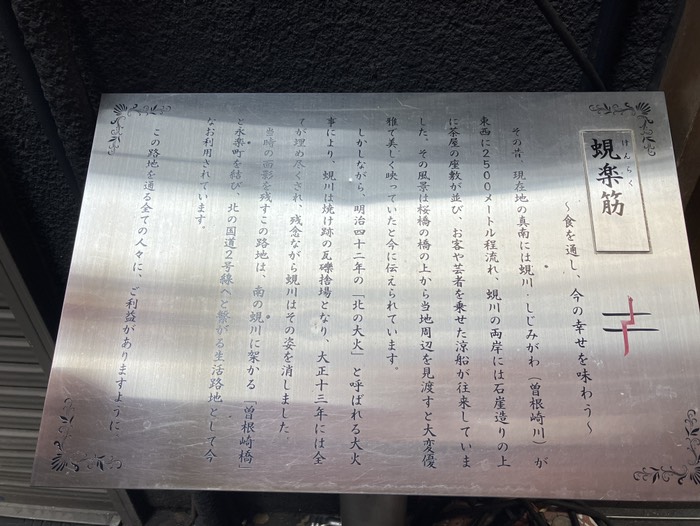 けんらく
蜆楽筋
～食を通し、今の幸せを味わう～
その昔、現在地の真南には蜆川・しじみがわ（曽根崎川）が
東西に2500メートル程流れ、蜆川の両岸には石崖造りの上
に茶屋の座敷が並び、お客や芸者を乗せた涼船が往来していま
した。その風景は桜橋の橋の上から当地周辺を見渡すと大変優
雅で美しく映っていたと今に伝えられています。
しかしながら、明治四十二年の「北の大火」と呼ばれる大火
事により、蜆川は焼け跡の瓦礫捨場となり、大正十三年には全
てが埋め尽くされ、残念ながら蜆川はその姿を消しました。
当時の面影を残すこの路地は、南の蜆川に架かる「曽根崎橋」
と永楽町を結び、北の国道2号線へと繋がる生活路地として今
なお利用されています。
この路地を通る全ての人々に、ご利益がありますように、